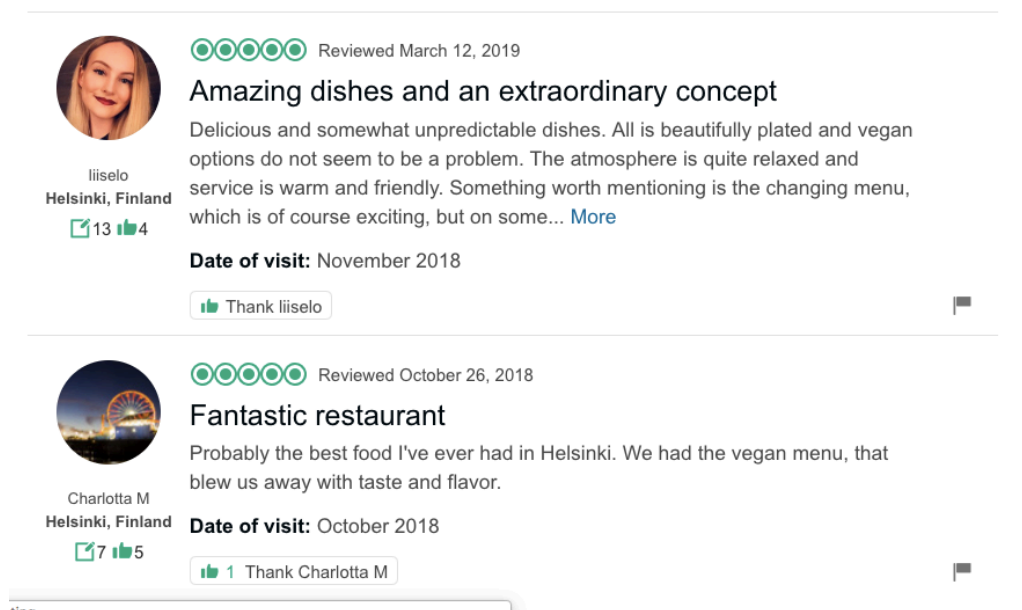 Reviewed March 12, 2019
Amazing dishes and an extraordinary concept
Delicious and somewhat unpredictable dishes. All is beautifully plated and vegan
options do not seem to be a problem. The atmosphere is quite relaxed and
service is warm and friendly. Something worth mentioning is the changing menu,
which is of course exciting, but on some... More
liiselo
Helsinki, Finland
13 4
Date of visit: November 2018
Thank liiselo
Reviewed October 26, 2018
Fantastic restaurant
Probably the best food I've ever had in Helsinki. We had the vegan menu, that
blew us away with taste and flavor.
Charlotta M
Helsinki, Finland
7 5
Date of visit: October 2018
1 Thank Charlotta M